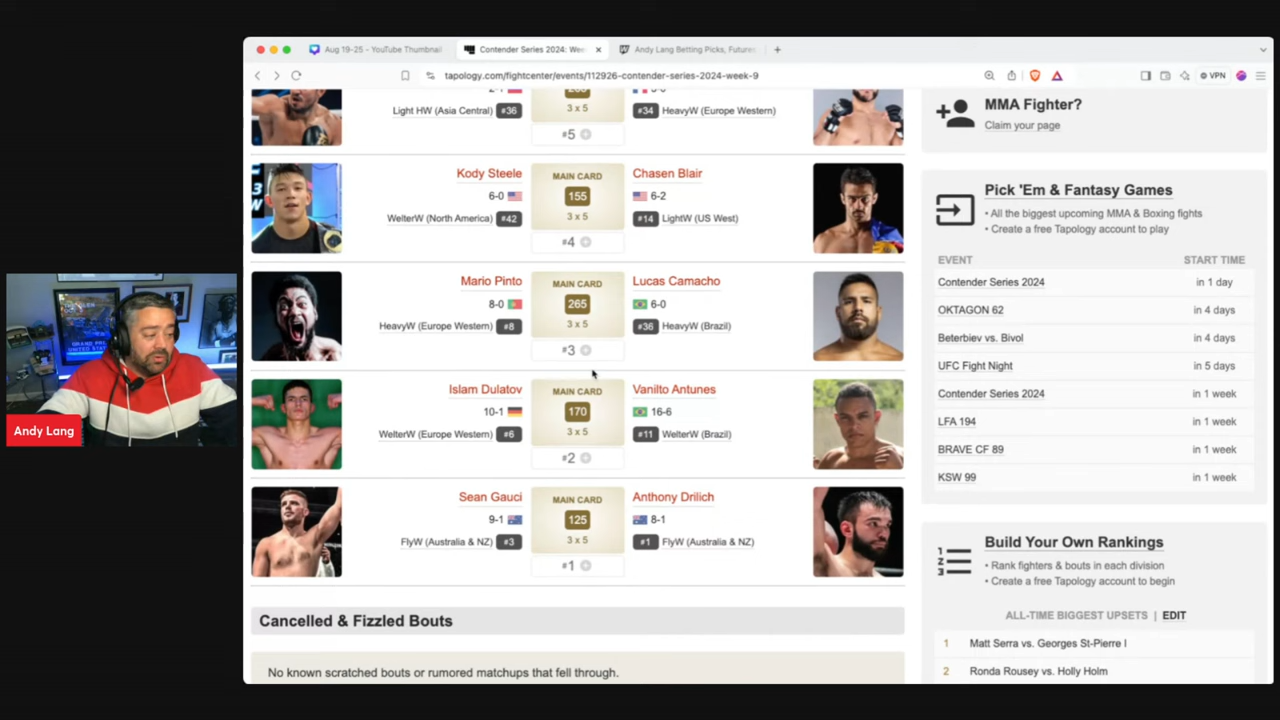 Aug 19-25 - YouTube Thumbnail
Contender Series 2024: Wee
Andy Lang Betting Picks, Futures
tapology.com/fightcenter/events/112926-contender-series-2024-week-9
VPN
Light HW (Asia Central) #36
3 x 5
#34 HeavyW (Europe Western)
#5
Kody Steele
MAIN CARD
Chasen Blair
6-0
155
6-2
WelterW (North America) #42
3 x 5
#14 LightW (US West)
#4
Mario Pinto
MAIN CARD
Lucas Camacho
8-0
265
6-0
HeavyW (Europe Western) #8
3 x 5
#36 HeavyW (Brazil)
#3
Islam Dulatov
MAIN CARD
Vanilto Antunes
10-1
170
16-6
WelterW (Europe Western) #6
3 x 5
#11 WelterW (Brazil)
#2
Sean Gauci
MAIN CARD
Anthony Drilich
9-1
125
8-1
FlyW (Australia & NZ) #3
3 x 5
#1 FlyW (Australia & NZ)
#1
Cancelled & Fizzled Bouts
No known scratched bouts or rumored matchups that fell through.
MMA Fighter?
Claim your page
Pick 'Em & Fantasy Games
• All the biggest upcoming MMA & Boxing fights
• Create a free Tapology account to play
EVENT START TIME
Contender Series 2024 in 1 day
OKTAGON 62 in 4 days
Beterbiev vs. Bivol in 4 days
UFC Fight Night in 5 days
Contender Series 2024 in 1 week
LFA 194 in 1 week
BRAVE CF 89 in 1 week
KSW 99 in 1 week
Build Your Own Rankings
• Rank fighters & bouts in each division
• Create a free Tapology account to begin
ALL-TIME BIGGEST UPSETS | EDIT
1 Matt Serra vs. Georges St-Pierre I
2 Ronda Rousey vs. Holly Holm
Andy Lang